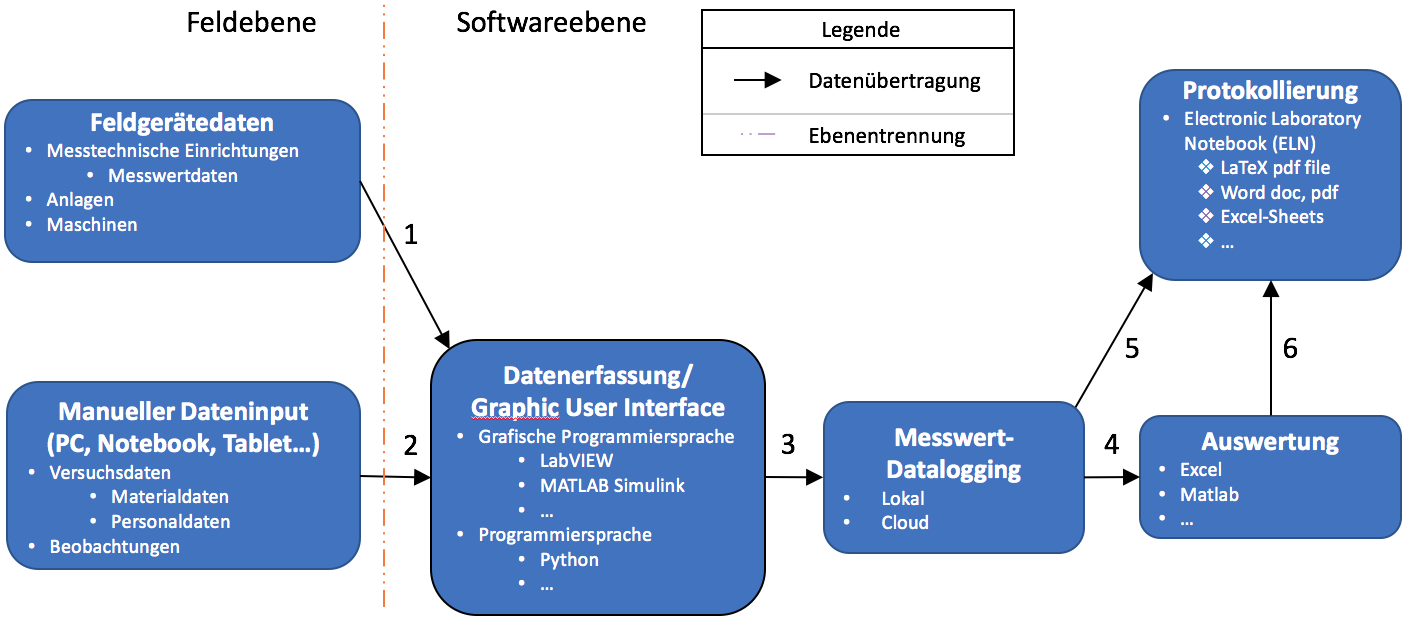 Feldebene
Softwareebene
Legende
Datenübertragung
Ebenentrennung
Feldgerätedaten
• Messtechnische Einrichtungen
• Messwertdaten
• Anlagen
• Maschinen
1
Manueller Dateninput
(PC, Notebook, Tablet...)
• Versuchsdaten
• Materialdaten
• Personaldaten
• Beobachtungen
2
Datenerfassung/
Graphic User Interface
• Grafische Programmiersprache
• LabVIEW
• MATLAB Simulink
• ...
• Programmiersprache
• Python
• ...
3
Messwert-
Datalogging
• Lokal
• Cloud
4
Auswertung
• Excel
• Matlab
• ...
5
6
Protokollierung
• Electronic Laboratory
Notebook (ELN)
❖ LaTeX pdf file
❖ Word doc, pdf
❖ Excel-Sheets
❖ ...